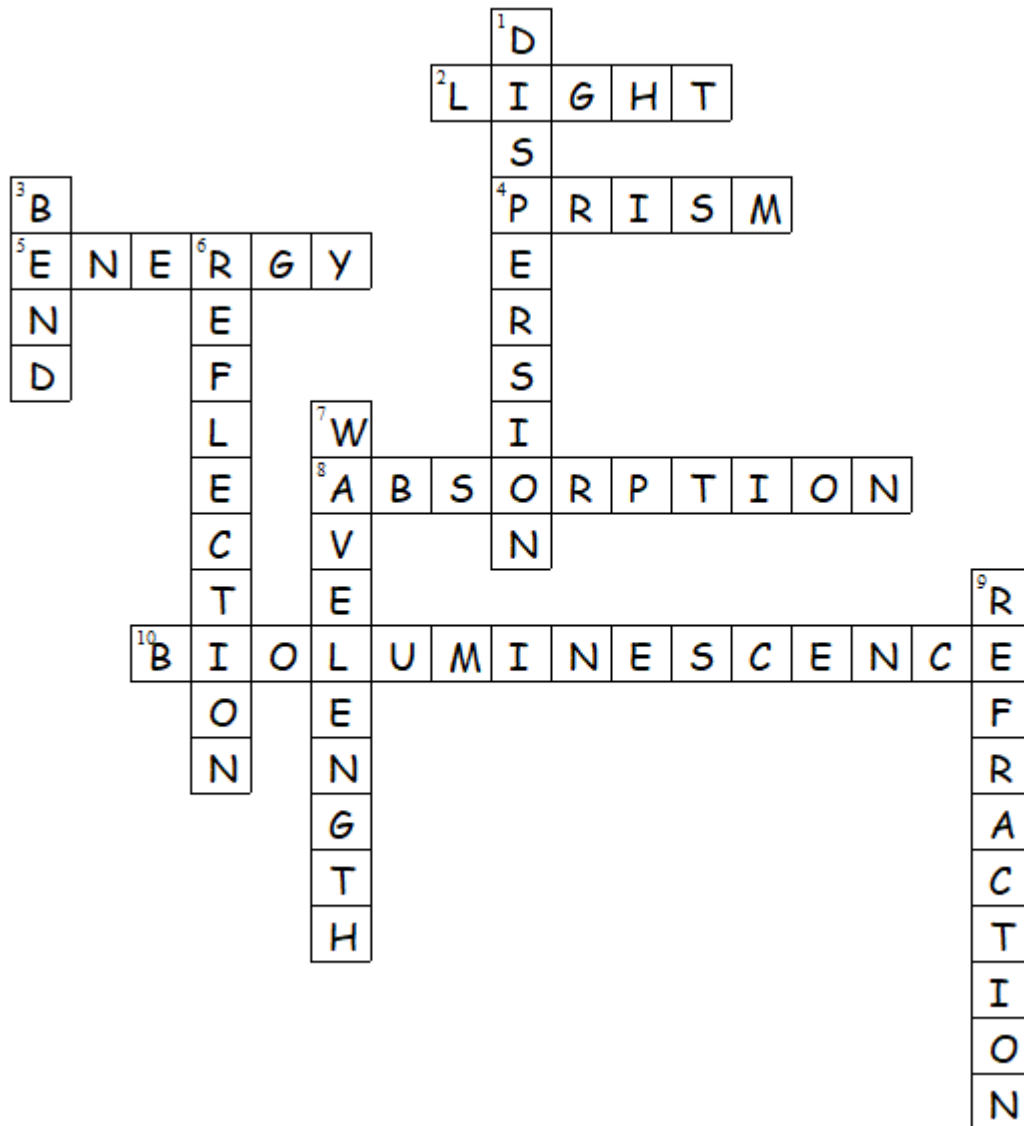 1 D
2 L I G H T
S
3 B 4 P R I S M
5 E N E 6 R G Y E
N E R
D F S
L 7 W I
E 8 A B S O R P T I O N
C V N
T E 9 R
10 B I O L U M I N E S C E N C E
O E F
N N R
G A
T C
H T
I
O
N